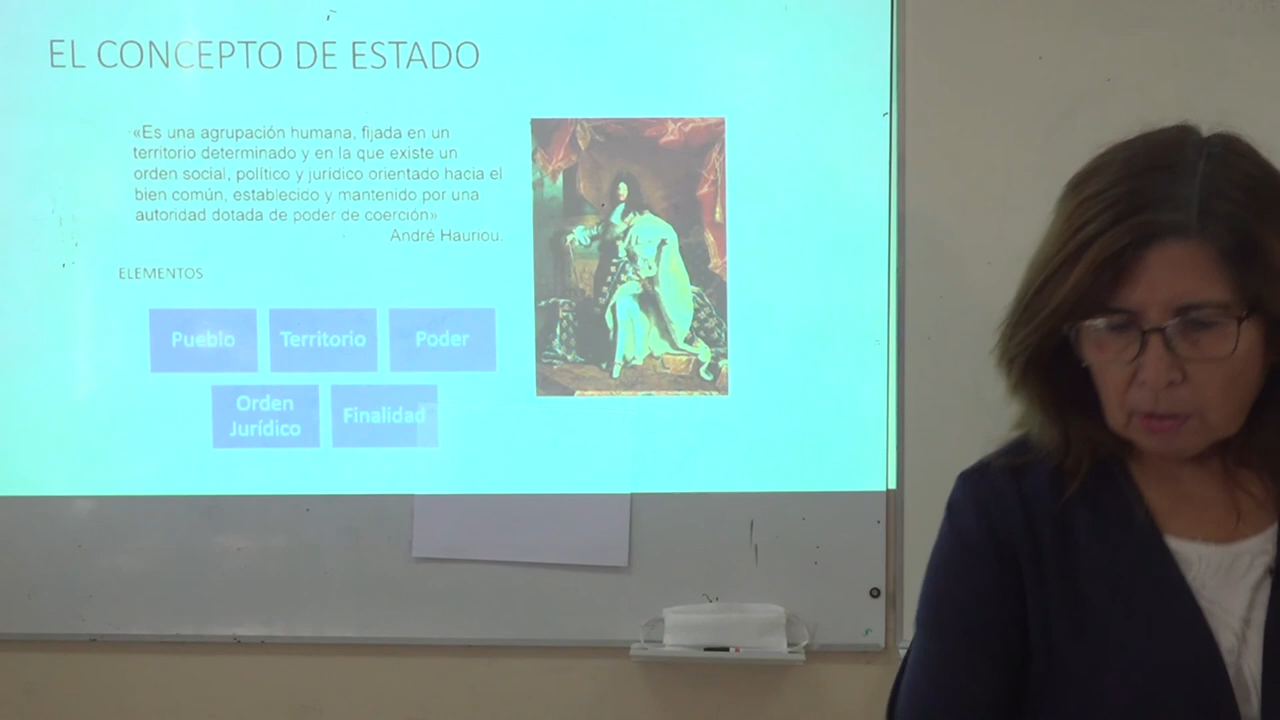 EL CONCEPTO DE ESTADO
«Es una agrupación humana, fijada en un
territorio determinado y en la que existe un
orden social, político y jurídico orientado hacia el
bien común, establecido y mantenido por una
autoridad dotada de poder de coerción»
André Hauriou.
ELEMENTOS
Pueblo
Territorio
Poder
Orden
Jurídico
Finalidad